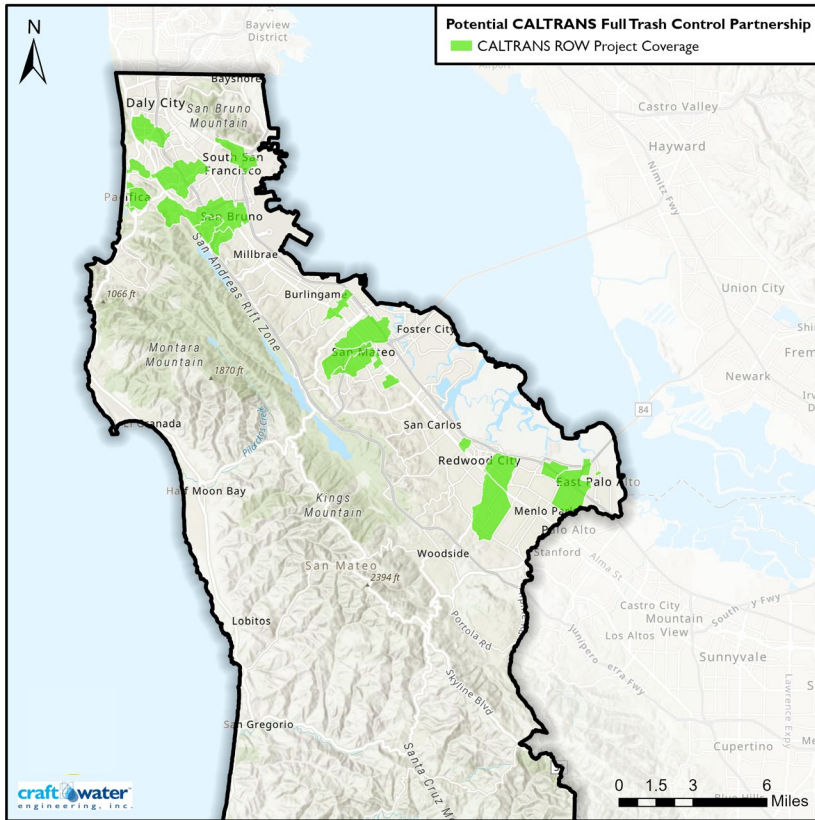 Potential CALTRANS Full Trash Control Partnership
CALTRANS ROW Project Coverage
N
Bayview
District
Bayshore
Daly City
San Bruno
Mountain
Castro Valley
Hayward
Nimitz Fwy
South San
Francisco
Pacifica
San Bruno
Millbrae
San Andreas Rift Zone
Union City
1066 ft
Burlingame
Foster City
Montara
Mountain
San Mateo
1870 ft
Newark
84
Pilarcitos Creek
San Carlos
Redwood City
East Palo Alto
Half Moon Bay
Kings
Mountain
Menlo Park
Palo Alto
Stanford
Alma St
Woodside
San Mateo
2394 ft
Castro City
Mountain
View
Los Altos
Sunnyvale
Lobitos
Portola Rd
Skyline Blvd
Lawrence Expy
San Gregorio
Cupertino
Santa Cruz
0 1.5 3 6
Miles
craft water
engineering, inc.